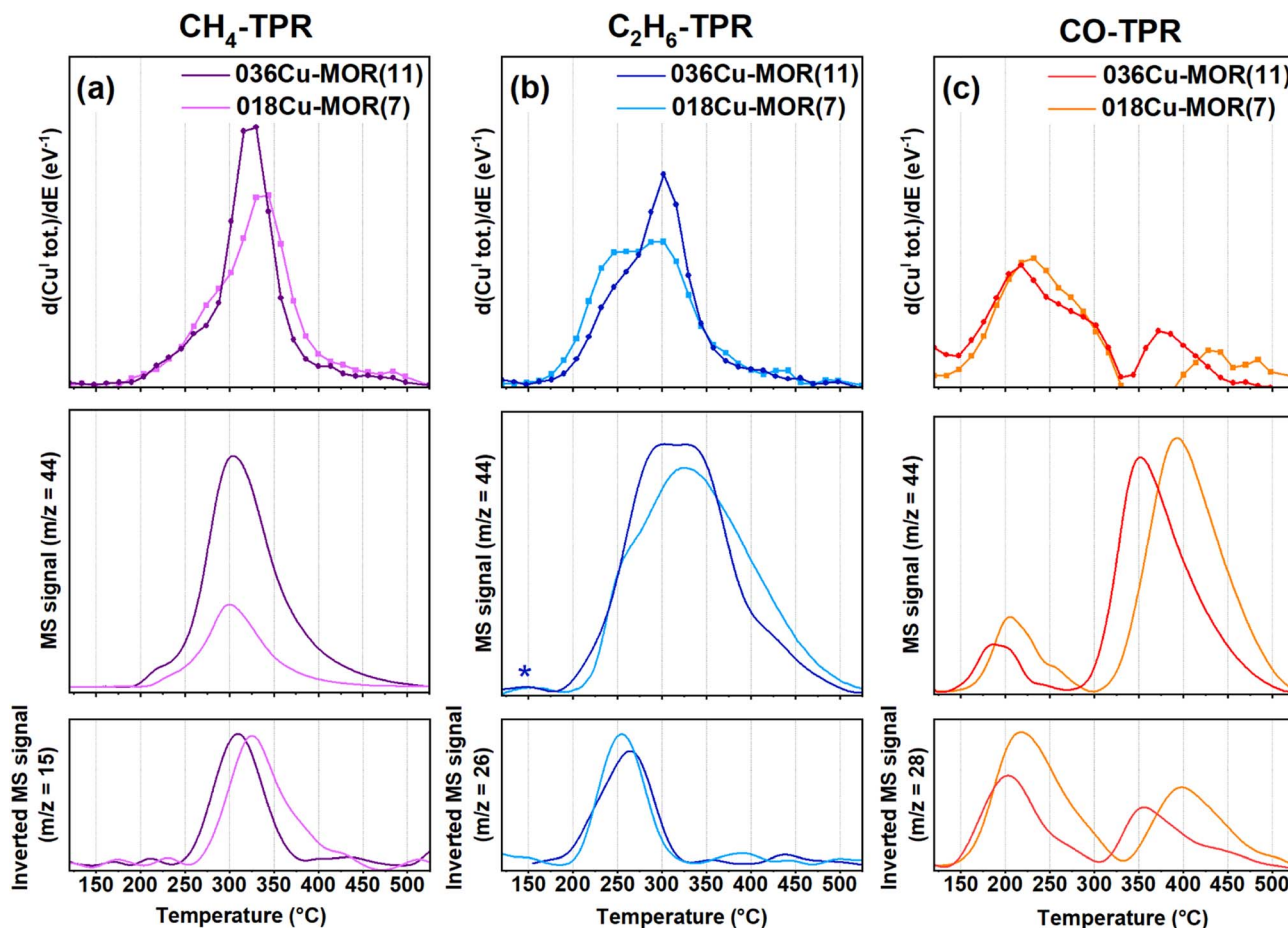 CH₄-TPR
(a)
036Cu-MOR(11)
018Cu-MOR(7)
d(Cuᴵ tot.)/dE (eV⁻¹)
MS signal (m/z = 44)
Inverted MS signal
(m/z = 15)
150 200 250 300 350 400 450 500
Temperature (°C)
C₂H₆-TPR
(b)
036Cu-MOR(11)
018Cu-MOR(7)
d(Cuᴵ tot.)/dE (eV⁻¹)
MS signal (m/z = 44)
*
Inverted MS signal
(m/z = 26)
150 200 250 300 350 400 450 500
Temperature (°C)
CO-TPR
(c)
036Cu-MOR(11)
018Cu-MOR(7)
d(Cuᴵ tot.)/dE (eV⁻¹)
MS signal (m/z = 44)
Inverted MS signal
(m/z = 28)
150 200 250 300 350 400 450 500
Temperature (°C)